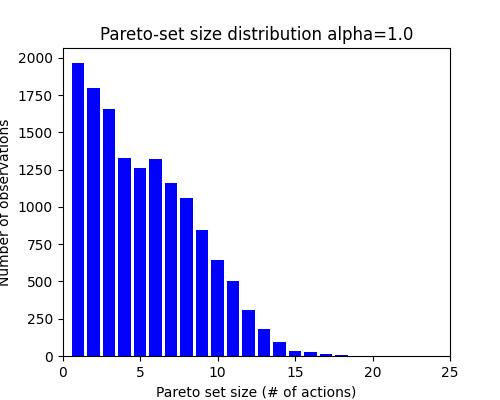 Pareto-set size distribution alpha=1.0
2000
1750
1500
1250
1000
750
500
250
0
Number of observations
0 5 10 15 20 25
Pareto set size (# of actions)